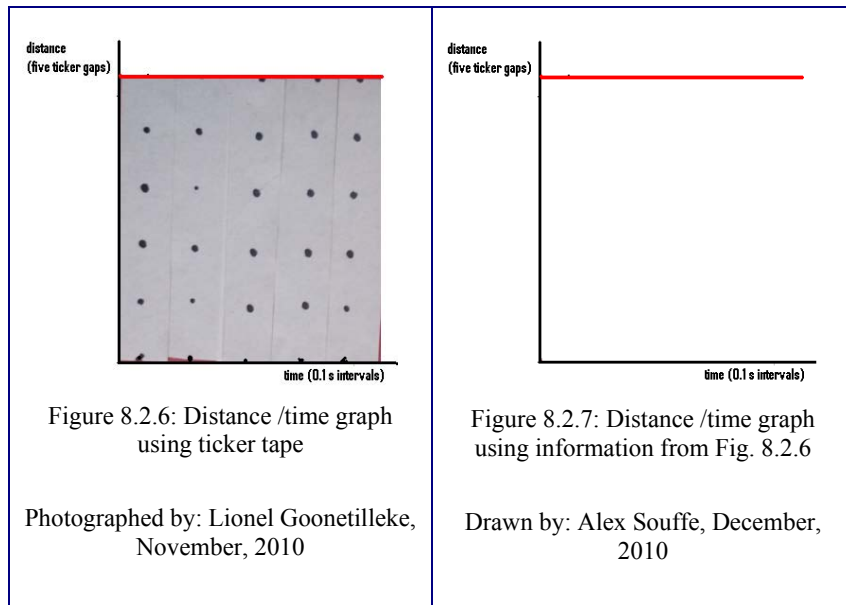 distance
(five ticker gaps)
time (0.1 s intervals)
Figure 8.2.6: Distance /time graph
using ticker tape
Photographed by: Lionel Goonetilleke,
November, 2010
distance
(five ticker gaps)
time (0.1 s intervals)
Figure 8.2.7: Distance /time graph
using information from Fig. 8.2.6
Drawn by: Alex Souffe, December,
2010